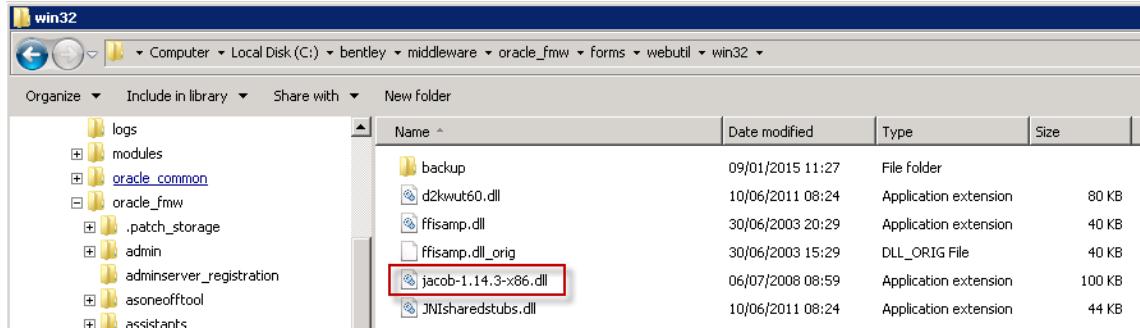 win32
Computer Local Disk (C:) bentley middleware oracle_fmw forms webutil win32
Organize Include in library Share with New folder
logs
modules
oracle_common
oracle_fmw
.patch_storage
admin
adminserver_registration
asoneofftool
assistants
Name Date modified Type Size
backup 09/01/2015 11:27 File folder
d2kwut60.dll 10/06/2011 08:24 Application extension 80 KB
ffisamp.dll 30/06/2003 20:29 Application extension 40 KB
ffisamp.dll_orig 30/06/2003 15:29 DLL_ORIG File 40 KB
jacob-1.14.3-x86.dll 06/07/2008 08:59 Application extension 100 KB
JNIsharedstubs.dll 10/06/2011 08:24 Application extension 44 KB